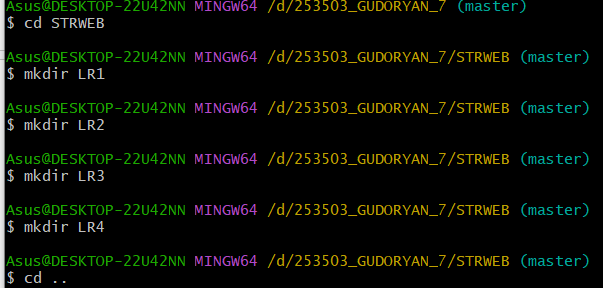 Asus@DESKTOP-22U42NN MINGW64 /d/253503_GUDORYAN_7 (master)
$ cd STRWEB
Asus@DESKTOP-22U42NN MINGW64 /d/253503_GUDORYAN_7/STRWEB (master)
$ mkdir LR1
Asus@DESKTOP-22U42NN MINGW64 /d/253503_GUDORYAN_7/STRWEB (master)
$ mkdir LR2
Asus@DESKTOP-22U42NN MINGW64 /d/253503_GUDORYAN_7/STRWEB (master)
$ mkdir LR3
Asus@DESKTOP-22U42NN MINGW64 /d/253503_GUDORYAN_7/STRWEB (master)
$ mkdir LR4
Asus@DESKTOP-22U42NN MINGW64 /d/253503_GUDORYAN_7/STRWEB (master)
$ cd ..